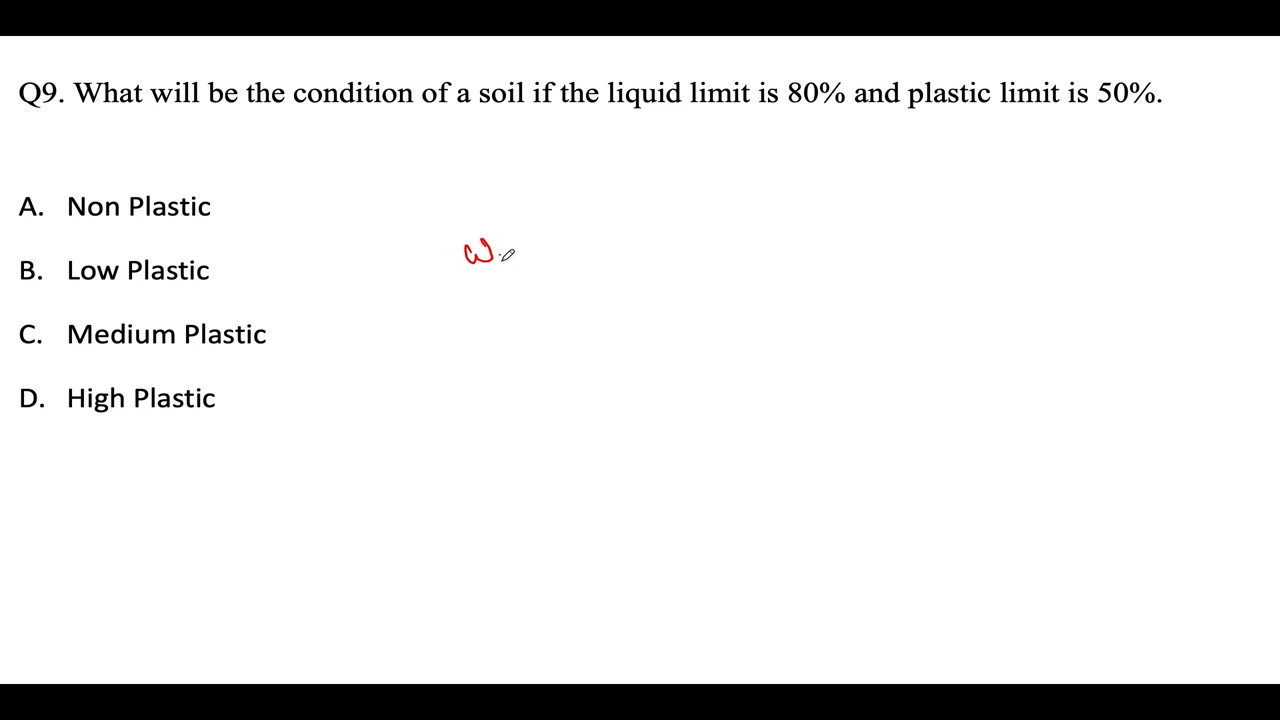 Q9. What will be the condition of a soil if the liquid limit is 80% and plastic limit is 50%.
A. Non Plastic
B. Low Plastic
ω
C. Medium Plastic
D. High Plastic